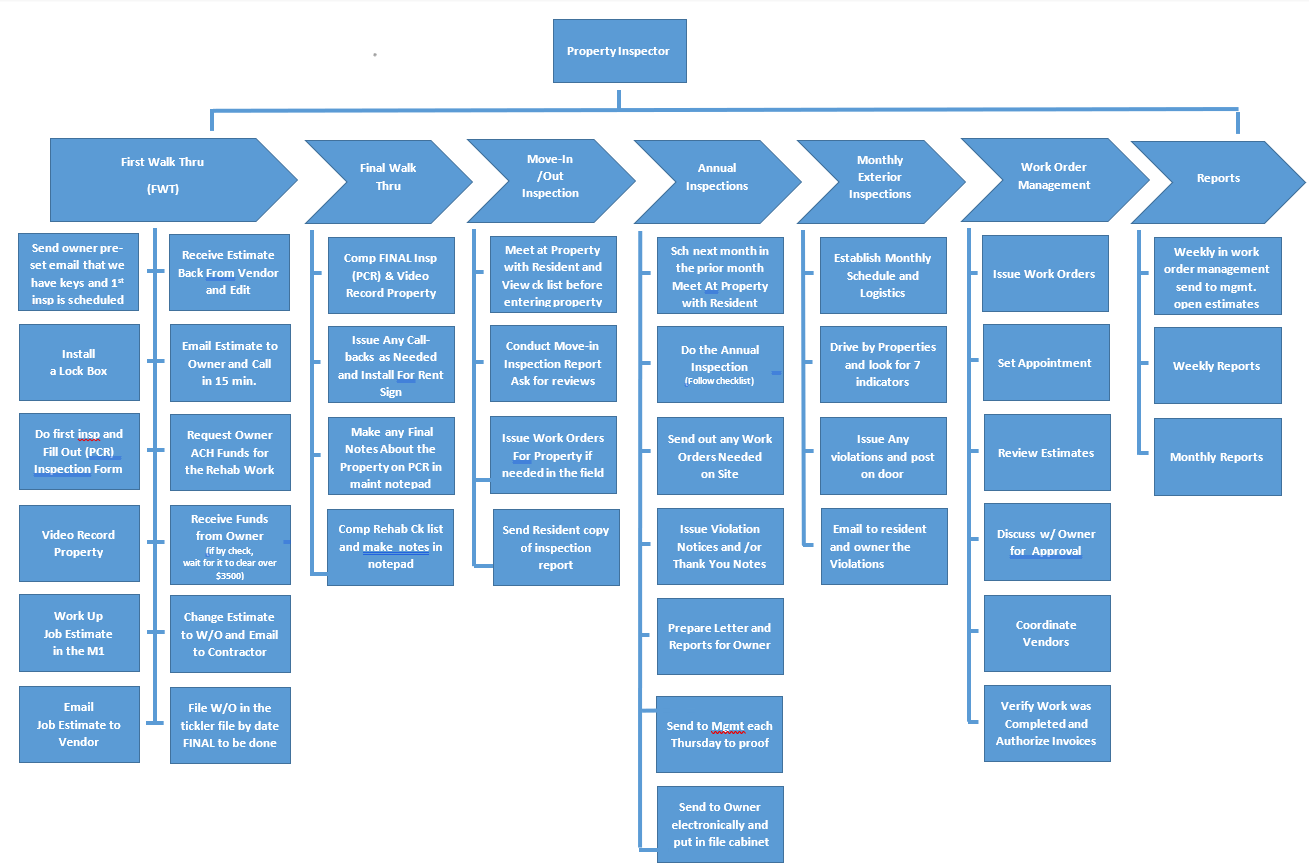 Property Inspector
First Walk Thru
(FWT)
Final Walk
Thru
Move-In
/Out
Inspection
Annual
Inspections
Monthly
Exterior
Inspections
Work Order
Management
Reports
Send owner pre-
set email that we
have keys and 1st
insp is scheduled
Install
a Lock Box
Do first insp and
Fill Out (PCR)
Inspection Form
Video Record
Property
Work Up
Job Estimate
in the M1
Email
Job Estimate to
Vendor
Receive Estimate
Back From Vendor
and Edit
Email Estimate to
Owner and Call
in 15 min.
Request Owner
ACH Funds for
the Rehab Work
Receive Funds
from Owner
(if by check,
wait for it to clear over
$3500)
Change Estimate
to W/O and Email
to Contractor
File W/O in the
tickler file by date
FINAL to be done
Comp FINAL Insp
(PCR) & Video
Record Property
Issue Any Call-
backs as Needed
and Install For Rent
Sign
Make any Final
Notes About the
Property on PCR in
maint notepad
Comp Rehab Ck list
and make notes in
notepad
Meet at Property
with Resident and
View ck list before
entering property
Conduct Move-in
Inspection Report
Ask for reviews
Issue Work Orders
For Property if
needed in the field
Send Resident copy
of inspection
report
Sch next month in
the prior month
Meet At Property
with Resident
Do the Annual
Inspection
(Follow checklist)
Send out any Work
Orders Needed
on Site
Issue Violation
Notices and /or
Thank You Notes
Prepare Letter and
Reports for Owner
Send to Mgmt each
Thursday to proof
Send to Owner
electronically and
put in file cabinet
Establish Monthly
Schedule and
Logistics
Drive by Properties
and look for 7
indicators
Issue Any
violations and post
on door
Email to resident
and owner the
Violations
Issue Work Orders
Set Appointment
Review Estimates
Discuss w/ Owner
for Approval
Coordinate
Vendors
Verify Work was
Completed and
Authorize Invoices
Weekly in work
order management
send to mgmt.
open estimates
Weekly Reports
Monthly Reports